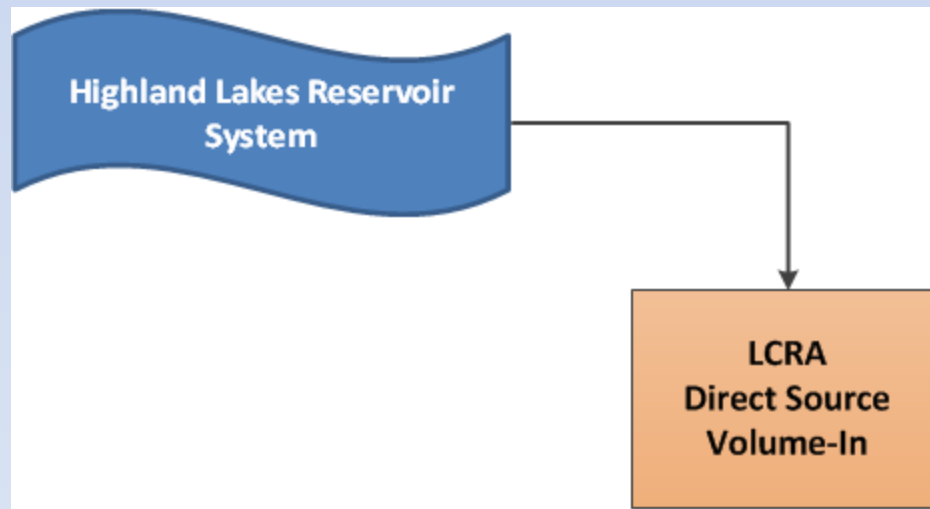 Highland Lakes Reservoir
System
LCRA
Direct Source
Volume-In